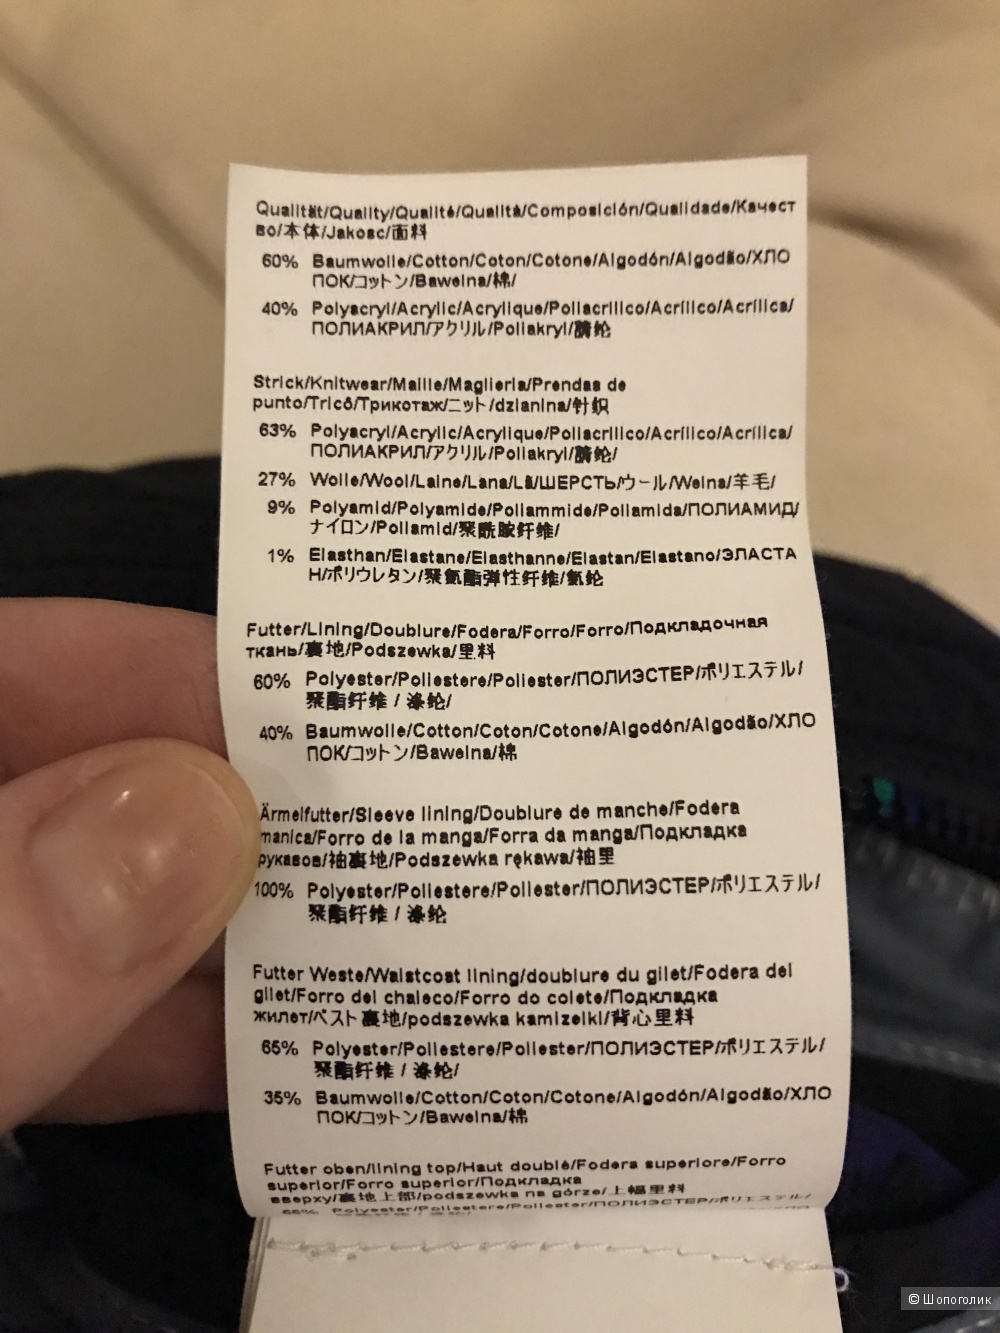 Qualität/Quality/Qualité/Qualità/Composición/Qualidade/Качест
во/本体/Jakosc/面料
60% Baumwolle/Cotton/Coton/Cotone/Algodón/Algodão/ХЛО
ПОК/コットン/Bawelna/棉/
40% Polyacryl/Acrylic/Acrylique/Poliacrilico/Acrílico/Acrílica/
ПОЛИАКРИЛ/アクリル/Poliakryl/腈纶
Strick/Knitwear/Maille/Maglieria/Prendas de
punto/Tricô/Трикотаж/ニット/dzianina/针织
63% Polyacryl/Acrylic/Acrylique/Poliacrilico/Acrílico/Acrílica/
ПОЛИАКРИЛ/アクリル/Poliakryl/腈纶/
27% Wolle/Wool/Laine/Lana/Lã/ШЕРСТЬ/ウール/Welna/羊毛/
9% Polyamid/Polyamide/Poliammide/Poliamida/ПОЛИАМИД/
ナイロン/Poliamid/聚酰胺纤维/
1% Elasthan/Elastane/Elasthanne/Elastan/Elastano/ЭЛАСТА
Н/ポリウレタン/聚氨酯弹性纤维/氨纶
Futter/Lining/Doublure/Fodera/Forro/Forro/Подкладочная
ткань/裏地/Podszewka/里料
60% Polyester/Poliestere/Poliester/ПОЛИЭСТЕР/ポリエステル/
聚酯纤维 / 涤纶/
40% Baumwolle/Cotton/Coton/Cotone/Algodón/Algodão/ХЛО
ПОК/コットン/Bawelna/棉
Ärmelfutter/Sleeve lining/Doublure de manche/Fodera
manica/Forro de la manga/Forra da manga/Подкладка
рукавов/袖裏地/Podszewka rękawa/袖里
100% Polyester/Poliestere/Poliester/ПОЛИЭСТЕР/ポリエステル/
聚酯纤维 / 涤纶
Futter Weste/Waistcoat lining/doublure du gilet/Fodera del
gilet/Forro del chaleco/Forro do colete/Подкладка
жилет/ベスト裏地/podszewka kamizelki/背心里料
65% Polyester/Poliestere/Poliester/ПОЛИЭСТЕР/ポリエステル/
聚酯纤维 / 涤纶/
35% Baumwolle/Cotton/Coton/Cotone/Algodón/Algodão/ХЛО
ПОК/コットン/Bawelna/棉
Futter oben/lining top/Haut doublé/Fodera superiore/Forro
superior/Forro superior/Подкладка
вверху/裏地上部/podszewka na górze/上幅里料
Polyester/Poliestere/Poliester/ПОЛИЭСТЕР/ポリエステル/
© Шопоголик